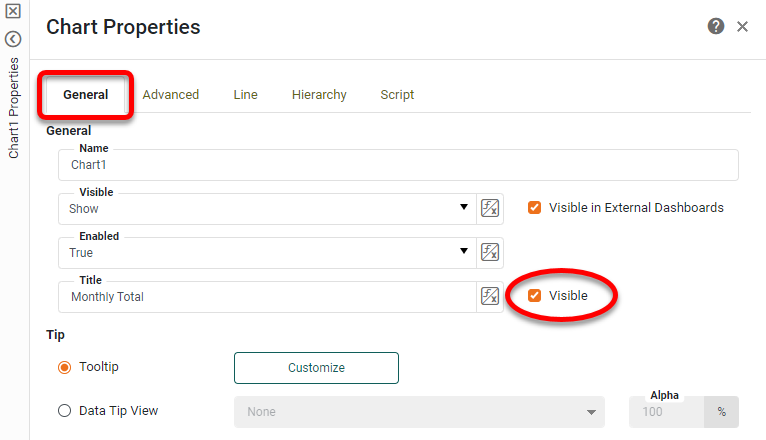 Chart Properties
Chart1 Properties
General Advanced Line Hierarchy Script
General
Name
Chart1
Visible
Show
Visible in External Dashboards
Enabled
True
Title
Monthly Total
Visible
Tip
Tooltip
Customize
Data Tip View
None
Alpha
100 %